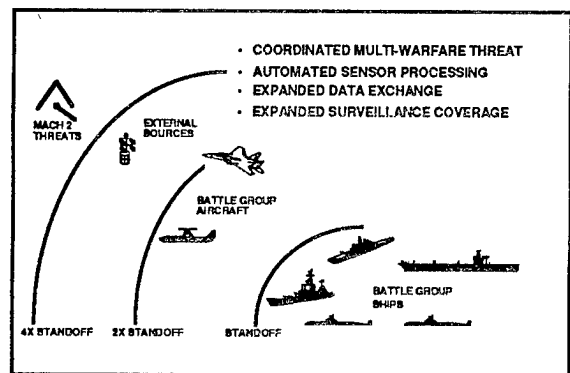 • COORDINATED MULTI-WARFARE THREAT
• AUTOMATED SENSOR PROCESSING
• EXPANDED DATA EXCHANGE
• EXPANDED SURVEILLANCE COVERAGE
MACH 2
THREATS
EXTERNAL
SOURCES
BATTLE GROUP
AIRCRAFT
BATTLE GROUP
SHIPS
4X STANDOFF
2X STANDOFF
STANDOFF